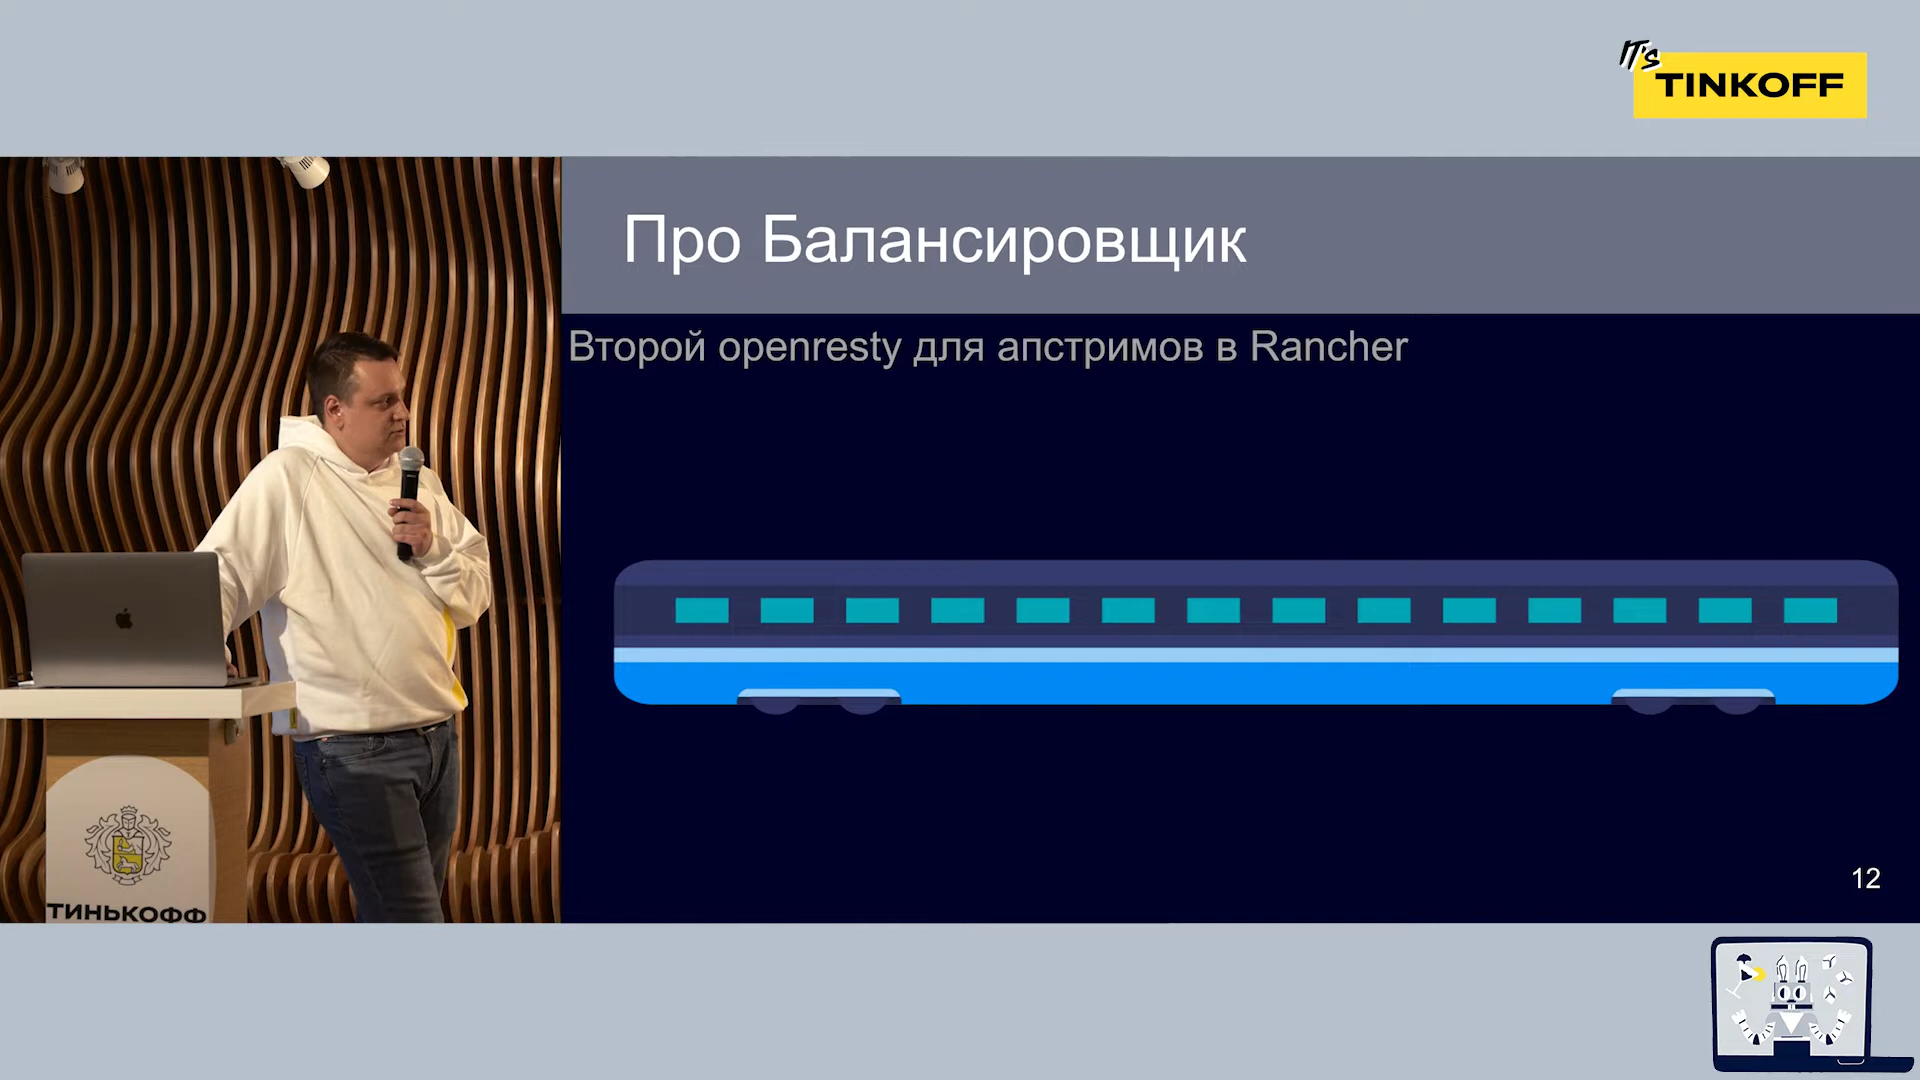 IT's
TINKOFF
Про Балансировщик
Второй openresty для апстримов в Rancher
12
ТИНЬКОФФ